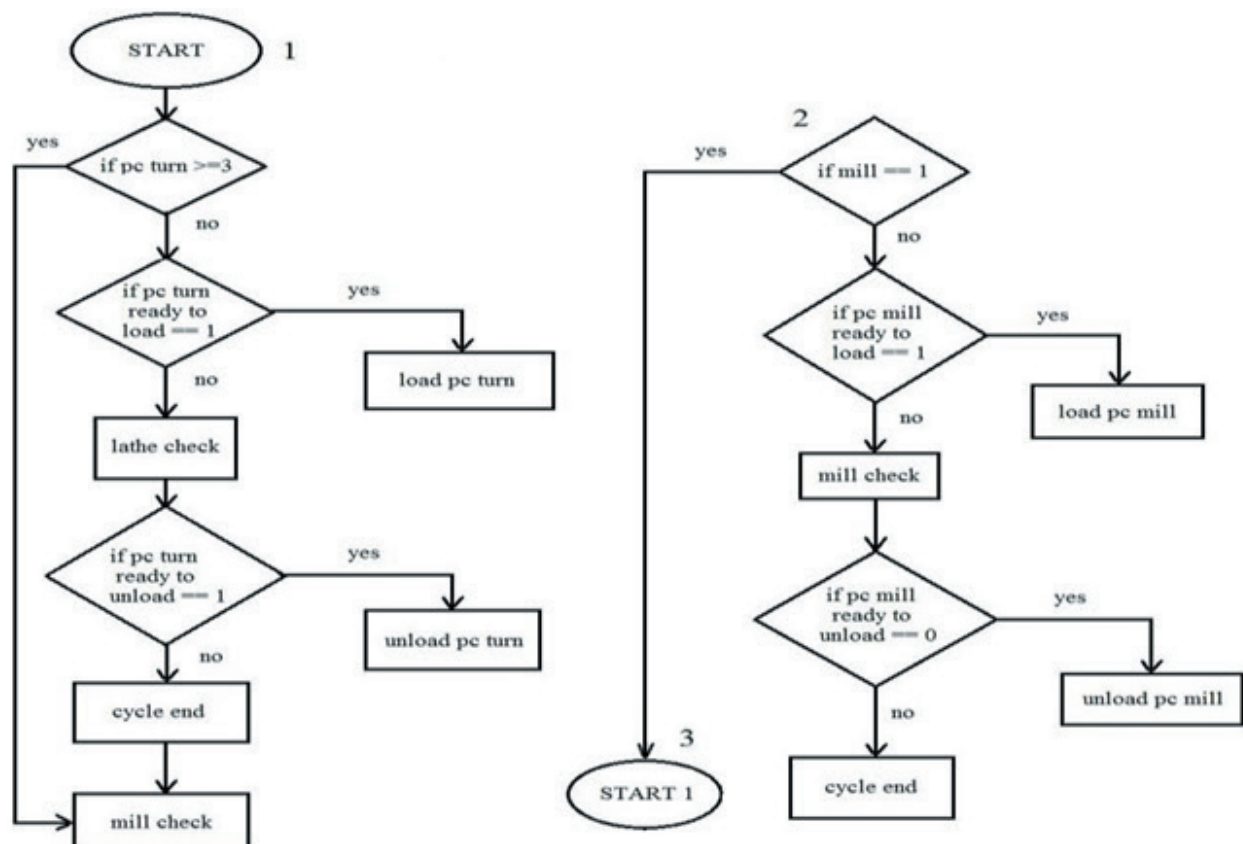 START
1
yes
if pc turn >=3
no
if pc turn
ready to
load == 1
yes
load pc turn
no
lathe check
if pc turn
ready to
unload == 1
yes
unload pc turn
no
cycle end
mill check
2
yes
if mill == 1
no
if pc mill
ready to
load == 1
yes
load pc mill
no
mill check
if pc mill
ready to
unload == 0
yes
unload pc mill
no
cycle end
3
START 1